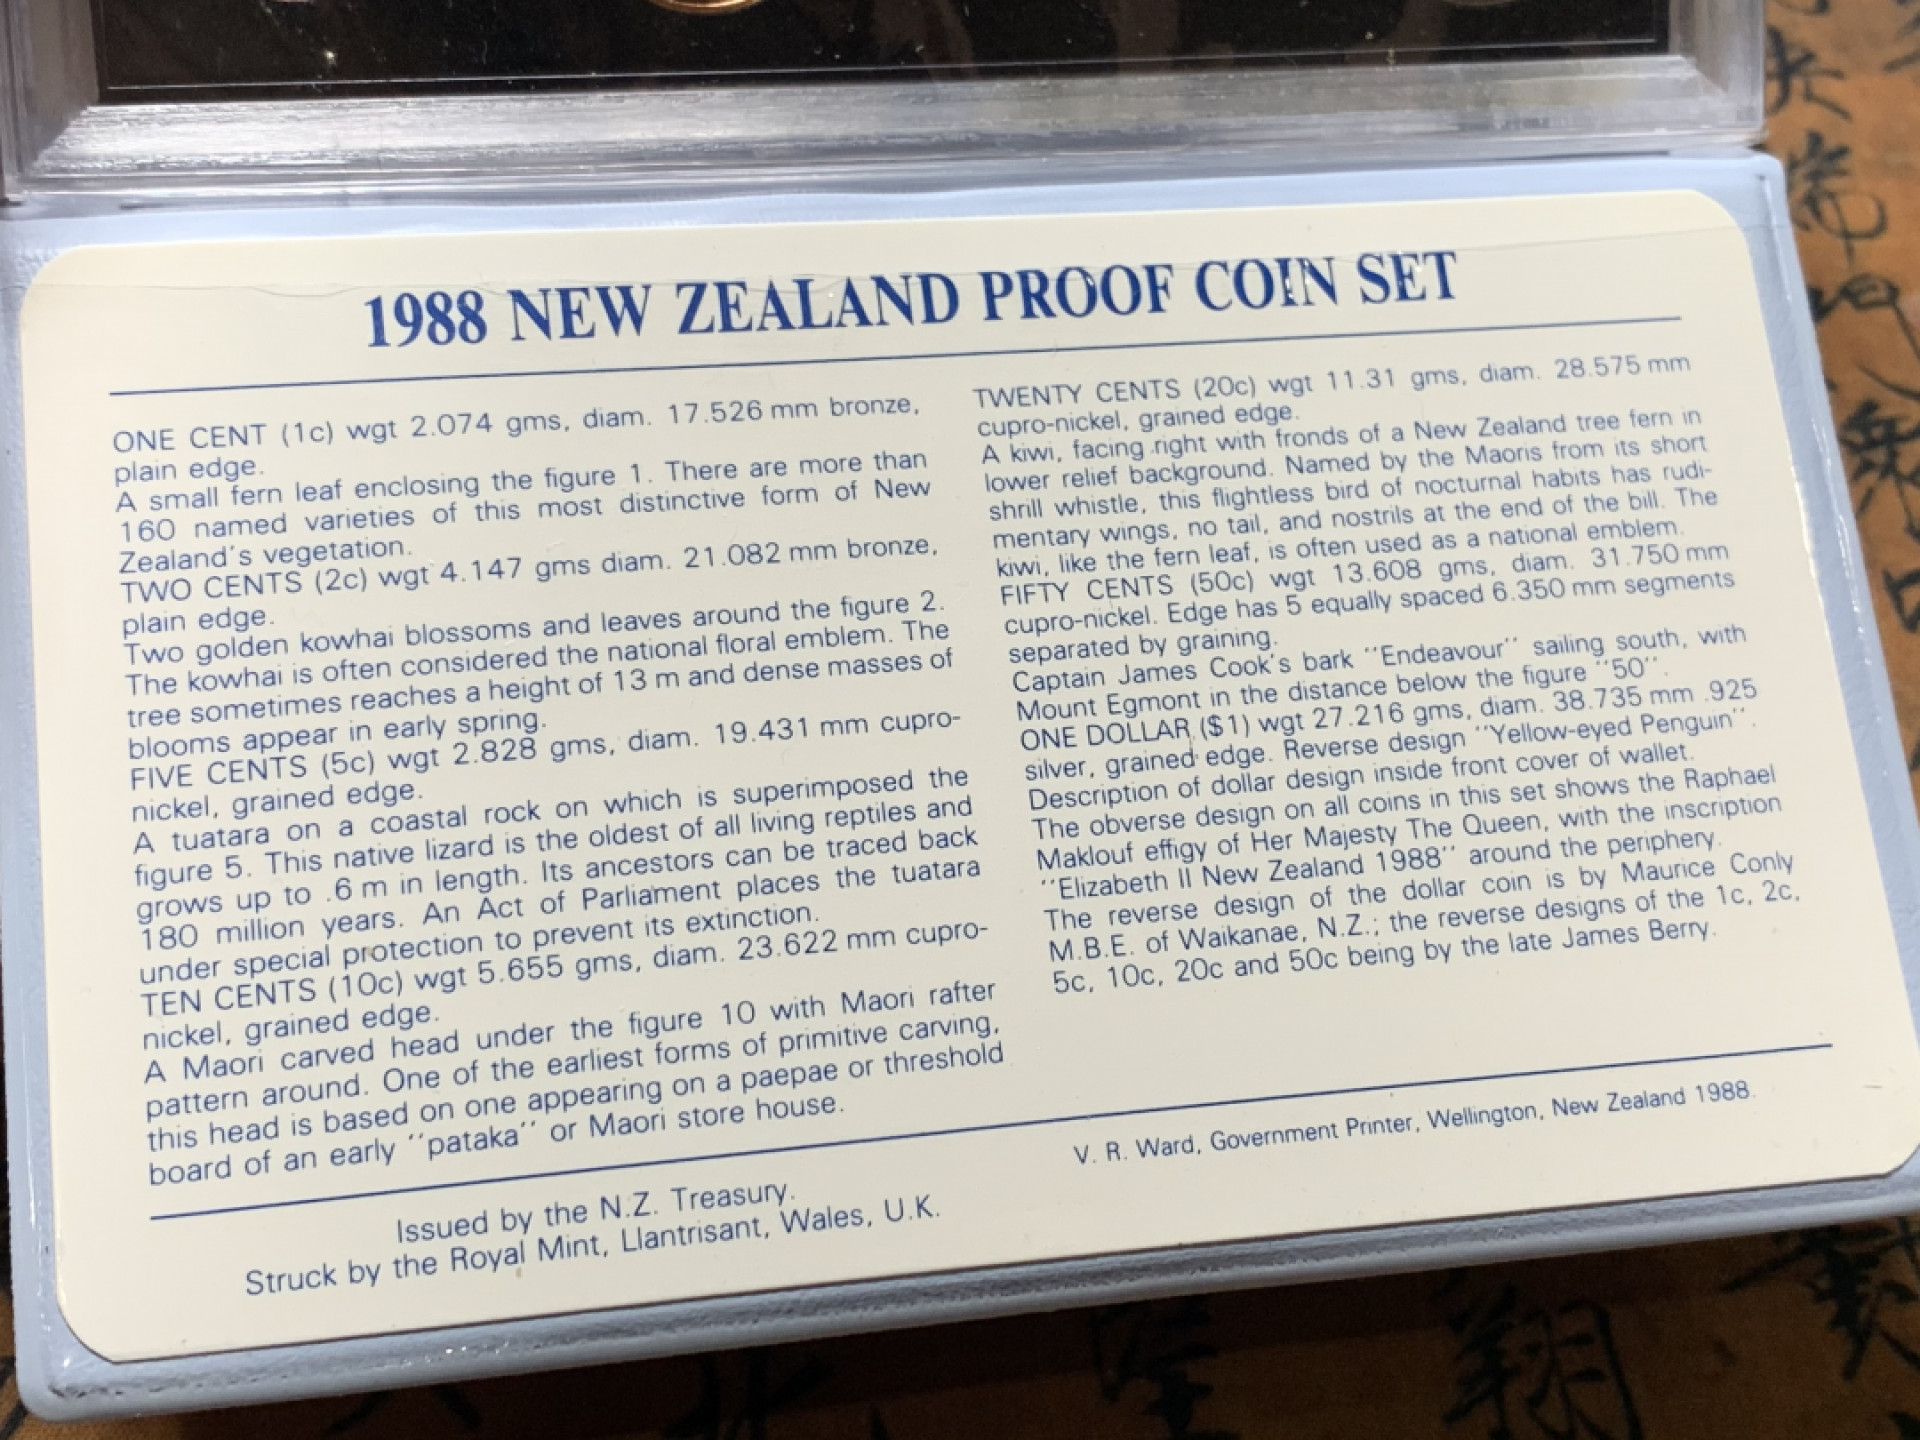 1988 NEW ZEALAND PROOF COIN SET
ONE CENT (1c) wgt 2.074 gms, diam. 17.526 mm bronze,
plain edge.
A small fern leaf enclosing the figure 1. There are more than
160 named varieties of this most distinctive form of New
Zealand's vegetation.
TWO CENTS (2c) wgt 4.147 gms diam. 21.082 mm bronze,
plain edge.
Two golden kowhai blossoms and leaves around the figure 2.
The kowhai is often considered the national floral emblem. The
tree sometimes reaches a height of 13 m and dense masses of
blooms appear in early spring.
FIVE CENTS (5c) wgt 2.828 gms, diam. 19.431 mm cupro-
nickel, grained edge.
A tuatara on a coastal rock on which is superimposed the
figure 5. This native lizard is the oldest of all living reptiles and
grows up to .6 m in length. Its ancestors can be traced back
180 million years. An Act of Parliament places the tuatara
under special protection to prevent its extinction.
TEN CENTS (10c) wgt 5.655 gms, diam. 23.622 mm cupro-
nickel, grained edge.
A Maori carved head under the figure 10 with Maori rafter
pattern around. One of the earliest forms of primitive carving,
this head is based on one appearing on a paepae or threshold
board of an early "pataka" or Maori store house.
TWENTY CENTS (20c) wgt 11.31 gms, diam. 28.575 mm
cupro-nickel, grained edge.
A kiwi, facing right with fronds of a New Zealand tree fern in
lower relief background. Named by the Maoris from its short
shrill whistle, this flightless bird of nocturnal habits has rudi-
mentary wings, no tail, and nostrils at the end of the bill. The
kiwi, like the fern leaf, is often used as a national emblem.
FIFTY CENTS (50c) wgt 13.608 gms, diam. 31.750 mm
cupro-nickel. Edge has 5 equally spaced 6.350 mm segments
separated by graining.
Captain James Cook's bark "Endeavour" sailing south, with
Mount Egmont in the distance below the figure "50".
ONE DOLLAR ($1) wgt 27.216 gms, diam. 38.735 mm .925
silver, grained edge. Reverse design "Yellow-eyed Penguin".
Description of dollar design inside front cover of wallet.
The obverse design on all coins in this set shows the Raphael
Maklouf effigy of Her Majesty The Queen, with the inscription
"Elizabeth II New Zealand 1988" around the periphery.
The reverse design of the dollar coin is by Maurice Conly
M.B.E. of Waikanae, N.Z.; the reverse designs of the 1c, 2c,
5c, 10c, 20c and 50c being by the late James Berry.
Issued by the N.Z. Treasury.
Struck by the Royal Mint, Llantrisant, Wales, U.K.
V. R. Ward, Government Printer, Wellington, New Zealand 1988.
翔